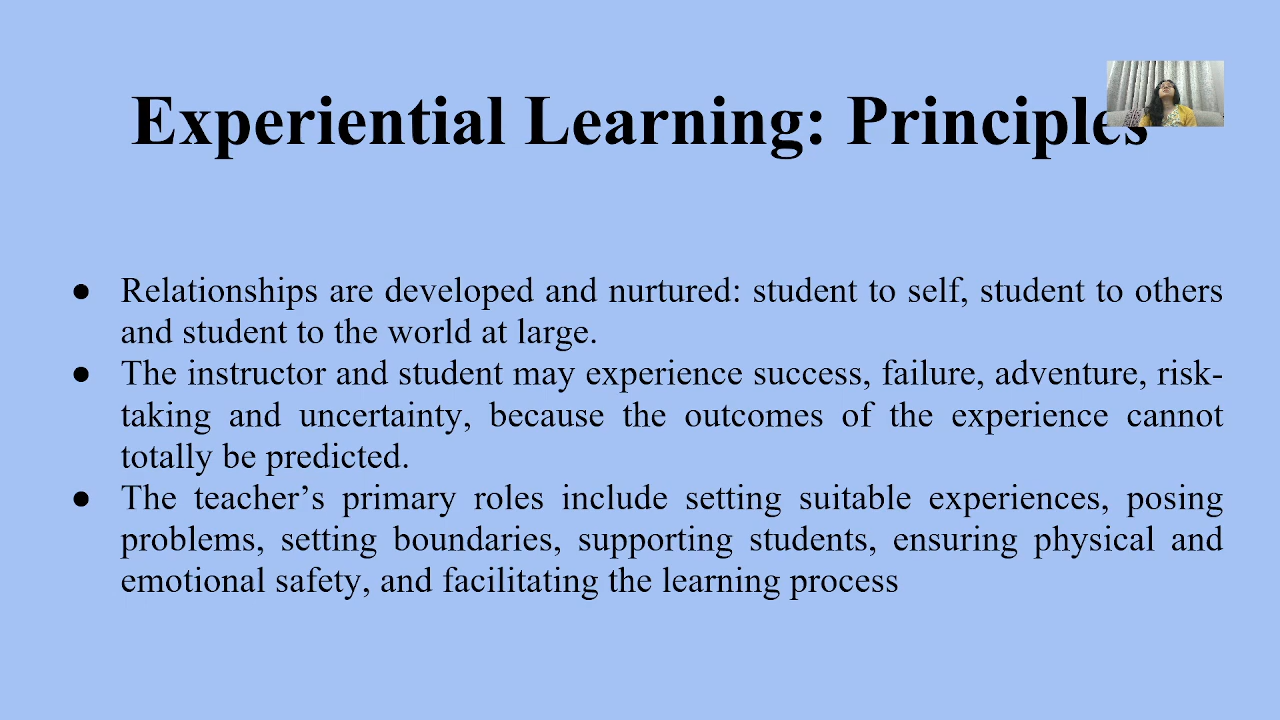 Experiential Learning: Principles
● Relationships are developed and nurtured: student to self, student to others
and student to the world at large.
● The instructor and student may experience success, failure, adventure, risk-
taking and uncertainty, because the outcomes of the experience cannot
totally be predicted.
● The teacher’s primary roles include setting suitable experiences, posing
problems, setting boundaries, supporting students, ensuring physical and
emotional safety, and facilitating the learning process